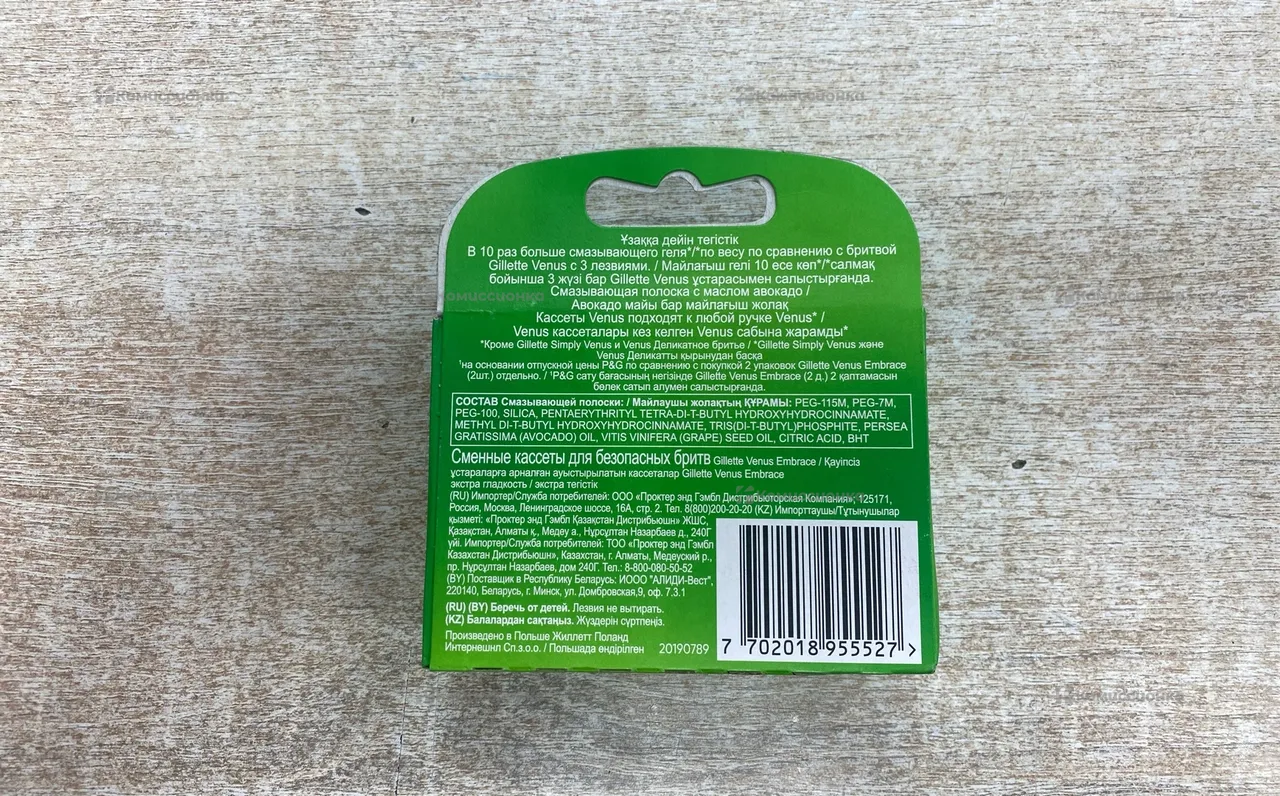 комиссионка
комиссионка
Ұзаққа дейін тегістік
В 10 раз больше смазывающего геля*/*по весу по сравнению с бритвой
Gillette Venus с 3 лезвиями. / Майлағыш гелі 10 есе көп*/*салмақ
бойынша 3 жүзі бар Gillette Venus ұстарасымен салыстырғанда.
Смазывающая полоска с маслом авокадо /
комиссионка
Авокадо майы бар майлағыш жолақ
Кассеты Venus подходят к любой ручке Venus* /
Venus кассеталары кез келген Venus сабына жарамды*
*Кроме Gillette Simply Venus и Venus Деликатное бритье / *Gillette Simply Venus және
Venus Деликатты қырынудан басқа
¹на основании отпускной цены P&G по сравнению с покупкой 2 упаковок Gillette Venus Embrace
(2шт.) отдельно. / ¹P&G сату бағасының негізінде Gillette Venus Embrace (2 д.) 2 қаптамасын
бөлек сатып алумен салыстырғанда.
СОСТАВ Смазывающей полоски: / Майлаушы жолақтың ҚҰРАМЫ: PEG-115M, PEG-7M,
PEG-100, SILICA, PENTAERYTHRITYL TETRA-DI-T-BUTYL HYDROXYHYDROCINNAMATE,
METHYL DI-T-BUTYL HYDROXYHYDROCINNAMATE, TRIS(DI-T-BUTYL)PHOSPHITE, PERSEA
GRATISSIMA (AVOCADO) OIL, VITIS VINIFERA (GRAPE) SEED OIL, CITRIC ACID, BHT
Сменные кассеты для безопасных бритв Gillette Venus Embrace / Қауіпсіз
ұстараларға арналған ауыстырылатын кассеталар Gillette Venus Embrace
экстра гладкость / экстра тегістік
комиссионка
(RU) Импортер/Служба потребителей: ООО «Проктер энд Гэмбл Дистрибьюторская Компания», 125171,
Россия, Москва, Ленинградское шоссе, 16А, стр. 2. Тел. 8(800)200-20-20 (KZ) Импорттаушы/Тұтынушылар
қызметі: «Проктер энд Гэмбл Қазақстан Дистрибьюшн» ЖШС,
Қазақстан, Алматы қ., Медеу а., Нұрсұлтан Назарбаев д., 240Г
үйі. Импортер/Служба потребителей: ТОО «Проктер энд Гэмбл
Казахстан Дистрибьюшн», Казахстан, г. Алматы, Медеуский р.,
пр. Нұрсұлтан Назарбаев, дом 240Г. Тел.: 8-800-080-50-52
(BY) Поставщик в Республику Беларусь: ИООО "АЛИДИ-Вест",
220140, Беларусь, г. Минск, ул. Домбровская,9, оф. 7.3.1
(RU) (BY) Беречь от детей. Лезвия не вытирать.
(KZ) Балалардан сақтаңыз. Жүздерін сүртпеңіз.
Произведено в Польше Жиллетт Поланд
Интернешнл Сп.з.о.о. / Польшада өндірілген 20190789
7 702018 955527 >
комиссионка
комиссионка